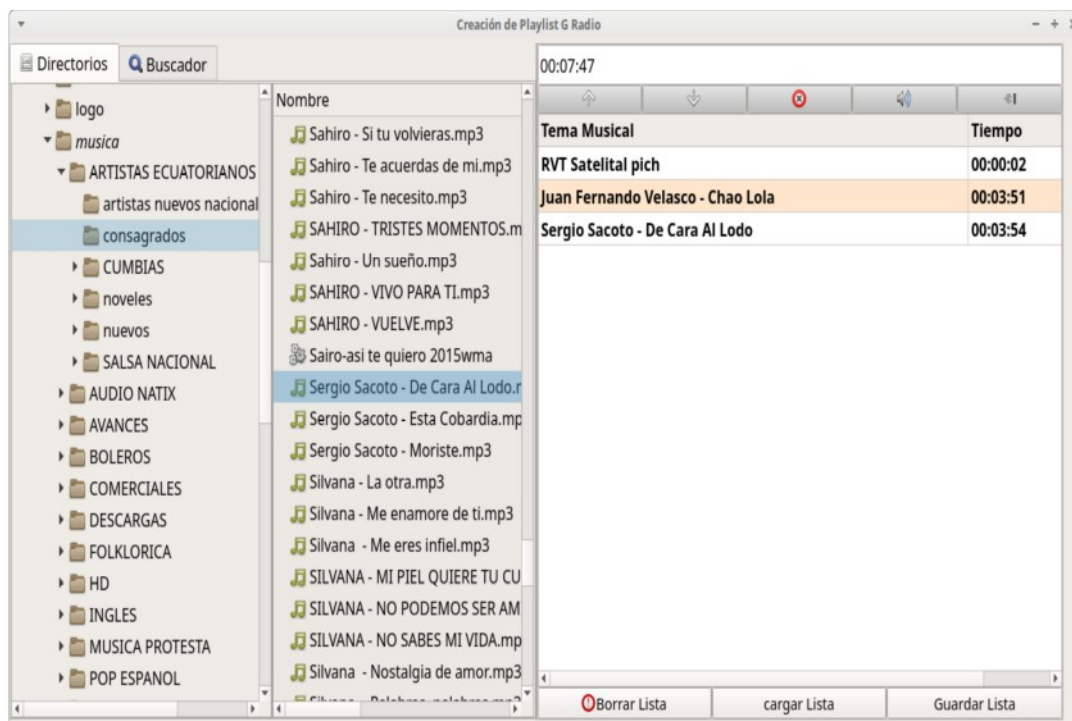 Creación de Playlist G Radio
Directorios
Buscador
logo
musica
ARTISTAS ECUATORIANOS
artistas nuevos nacional
consagrados
CUMBIAS
noveles
nuevos
SALSA NACIONAL
AUDIO NATIX
AVANCES
BOLEROS
COMERCIALES
DESCARGAS
FOLKLORICA
HD
INGLES
MUSICA PROTESTA
POP ESPANOL
Nombre
Sahiro - Si tu volvieras.mp3
Sahiro - Te acuerdas de mi.mp3
Sahiro - Te necesito.mp3
SAHIRO - TRISTES MOMENTOS.m
Sahiro - Un sueño.mp3
SAHIRO - VIVO PARA TI.mp3
SAHIRO - VUELVE.mp3
Sairo-asi te quiero 2015wma
Sergio Sacoto - De Cara Al Lodo.r
Sergio Sacoto - Esta Cobardia.mp
Sergio Sacoto - Moriste.mp3
Silvana - La otra.mp3
Silvana - Me enamore de ti.mp3
Silvana - Me eres infiel.mp3
SILVANA - MI PIEL QUIERE TU CU
SILVANA - NO PODEMOS SER AM
SILVANA - NO SABES MI VIDA.mp
Silvana - Nostalgia de amor.mp3
00:07:47
Tema Musical Tiempo
RVT Satelital pich 00:00:02
Juan Fernando Velasco - Chao Lola 00:03:51
Sergio Sacoto - De Cara Al Lodo 00:03:54
Borrar Lista
cargar Lista
Guardar Lista